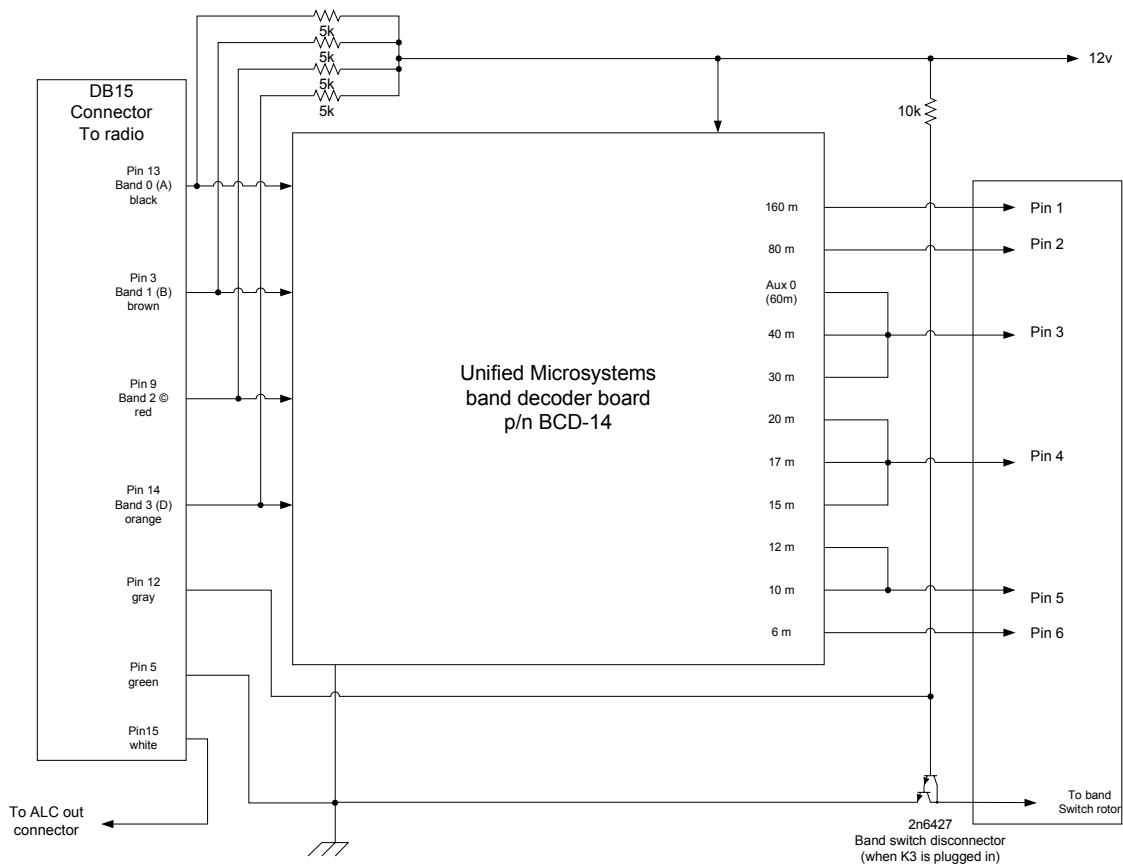 5k
5k
5k
5k
12v
10k
DB15
Connector
To radio
Pin 13
Band 0 (A)
black
Pin 3
Band 1 (B)
brown
Pin 9
Band 2 ©
red
Pin 14
Band 3 (D)
orange
Pin 12
gray
Pin 5
green
Pin15
white
To ALC out
connector
Unified Microsystems
band decoder board
p/n BCD-14
160 m
80 m
Aux 0
(60m)
40 m
30 m
20 m
17 m
15 m
12 m
10 m
6 m
Pin 1
Pin 2
Pin 3
Pin 4
Pin 5
Pin 6
To band
Switch rotor
2n6427
Band switch disconnector
(when K3 is plugged in)